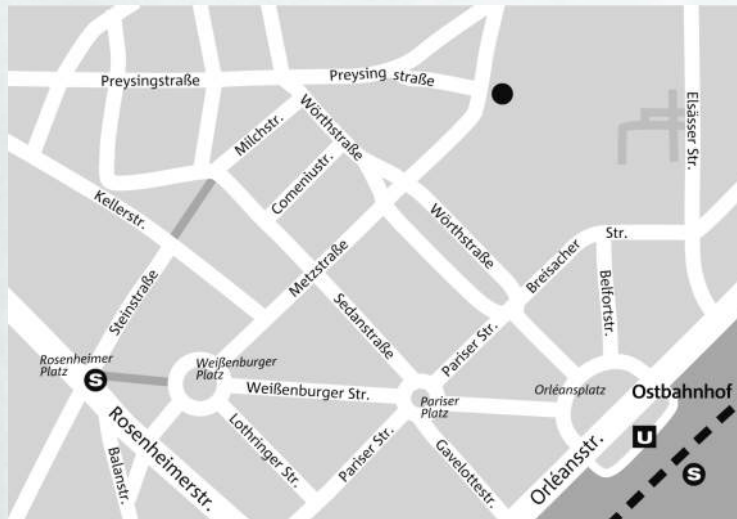 Preysingstraße
Preysing straße
Elsässer Str.
Wörthstraße
Milchstr.
Comeniusstr.
Kellerstr.
Wörthstraße
Metzstraße
Breisacher
Str.
Steinstraße
Belfortstr.
Sedanstraße
Pariser Str.
Rosenheimer
Platz
Weißenburger
Platz
S
Weißenburger Str.
Orléansplatz
Ostbahnhof
Pariser
Platz
Rosenheimerstr.
Lothringer Str.
Pariser Str.
Gavelottestr.
Orléansstr.
U
Balanstr.
S